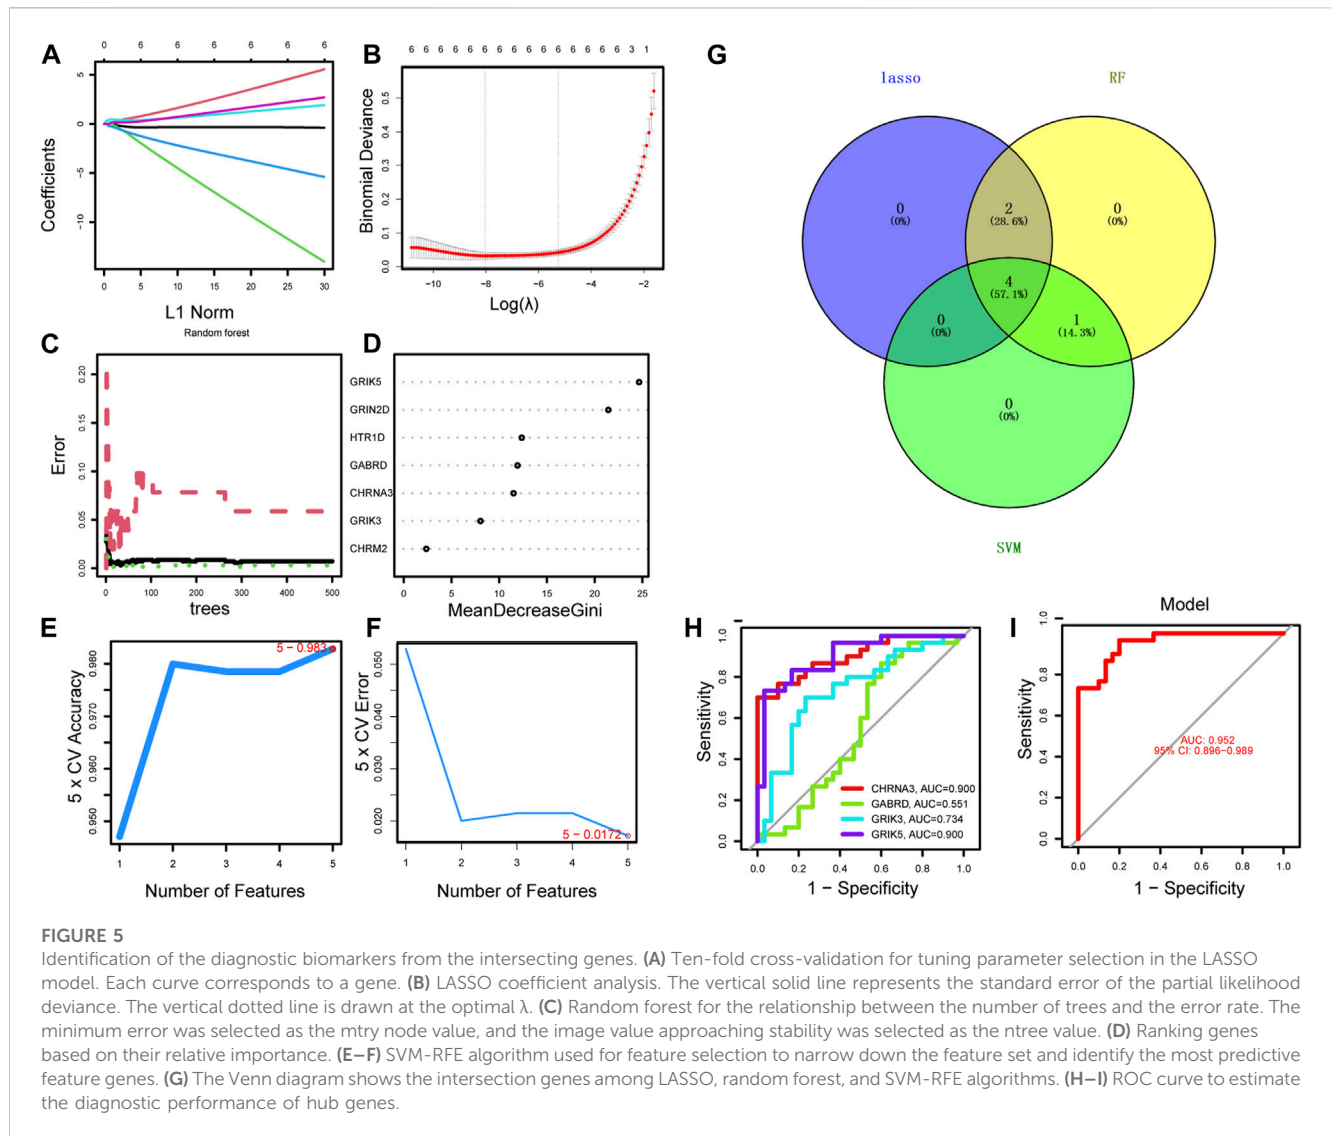 A
0 6 6 6 6 6 6
5
0
−5
−10
Coefficients
0 5 10 15 20 25 30
L1 Norm
B
6 6 6 6 6 6 6 6 6 6 6 6 6 6 6 3 1
0.5
0.4
0.3
0.2
0.1
0.0
Binomial Deviance
−10 −8 −6 −4 −2
Log(λ)
Random forest
C
0.20
0.15
0.10
0.05
0.00
Error
0 100 200 300 400 500
trees
D
GRIK5
GRIN2D
HTR1D
GABRD
CHRNA3
GRIK3
CHRM2
0 5 10 15 20 25
MeanDecreaseGini
E
5 − 0.983
0.980
0.970
0.960
0.950
5 x CV Accuracy
1 2 3 4 5
Number of Features
F
0.050
0.040
0.030
0.020
5 x CV Error
5 − 0.0172
1 2 3 4 5
Number of Features
G
lasso
RF
0
(0%)
2
(28.6%)
0
(0%)
4
(57.1%)
0
(0%)
1
(14.3%)
0
(0%)
SVM
H
1.0
0.8
0.6
0.4
0.2
0.0
Sensitivity
CHRNA3, AUC=0.900
GABRD, AUC=0.551
GRIK3, AUC=0.734
GRIK5, AUC=0.900
0.0 0.2 0.4 0.6 0.8 1.0
1 − Specificity
I
Model
1.0
0.8
0.6
0.4
0.2
0.0
Sensitivity
AUC: 0.952
95% CI: 0.896−0.989
0.0 0.2 0.4 0.6 0.8 1.0
1 − Specificity
FIGURE 5
Identification of the diagnostic biomarkers from the intersecting genes. (A) Ten-fold cross-validation for tuning parameter selection in the LASSO
model. Each curve corresponds to a gene. (B) LASSO coefficient analysis. The vertical solid line represents the standard error of the partial likelihood
deviance. The vertical dotted line is drawn at the optimal λ. (C) Random forest for the relationship between the number of trees and the error rate. The
minimum error was selected as the mtry node value, and the image value approaching stability was selected as the ntree value. (D) Ranking genes
based on their relative importance. (E–F) SVM-RFE algorithm used for feature selection to narrow down the feature set and identify the most predictive
feature genes. (G) The Venn diagram shows the intersection genes among LASSO, random forest, and SVM-RFE algorithms. (H–I) ROC curve to estimate
the diagnostic performance of hub genes.